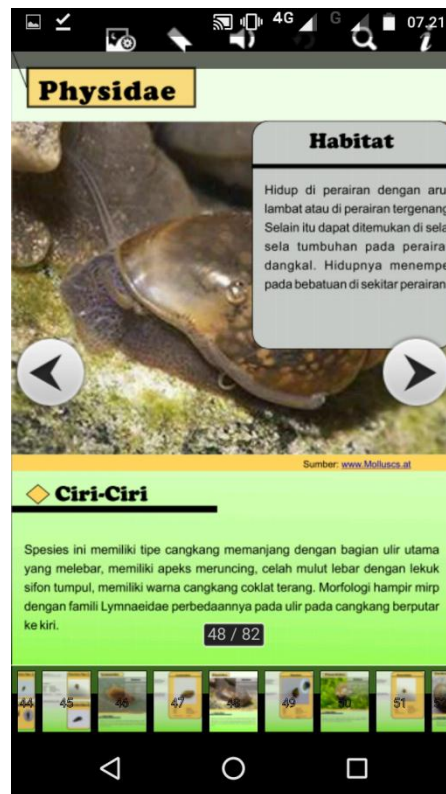 4G
G
07.21
Physidae
Habitat
Hidup di perairan dengan aru
lambat atau di perairan tergenang
Selain itu dapat ditemukan di sela
sela tumbuhan pada peraira
dangkal. Hidupnya menempe
pada bebatuan di sekitar perairan
Sumber: www.Molluscs.at
Ciri-Ciri
Spesies ini memiliki tipe cangkang memanjang dengan bagian ulir utama
yang melebar, memiliki apeks meruncing, celah mulut lebar dengan lekuk
sifon tumpul, memiliki warna cangkang coklat terang. Morfologi hampir mirp
dengan famili Lymnaeidae perbedaannya pada ulir pada cangkang berputar
ke kiri.
48 / 82
44 45 46 47 48 49 50 51